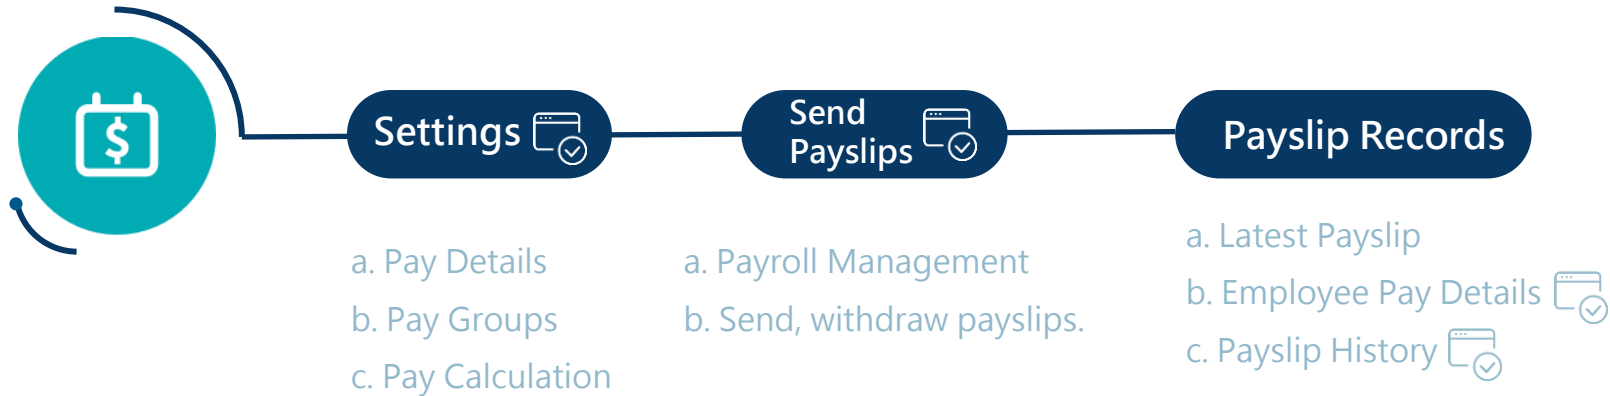 $
Settings
Send
Payslips
Payslip Records
a. Pay Details
b. Pay Groups
c. Pay Calculation
a. Payroll Management
b. Send, withdraw payslips.
a. Latest Payslip
b. Employee Pay Details
c. Payslip History